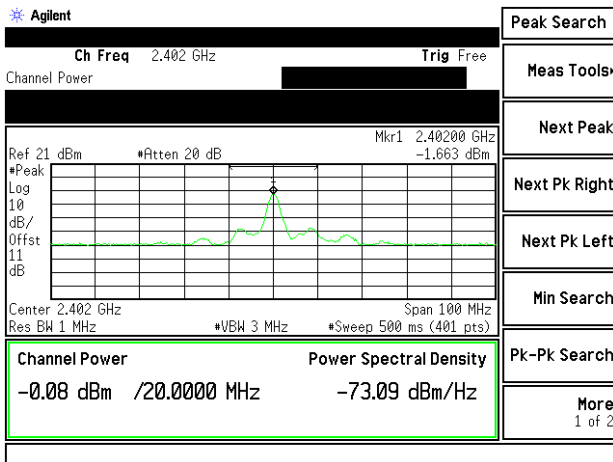 Agilent
Peak Search
Ch Freq 2.402 GHz Trig Free
Channel Power
Meas Tools
Next Peak
Next Pk Right
Next Pk Left
Min Search
Pk-Pk Search
More
1 of 2
Mkr1 2.40200 GHz
Ref 21 dBm #Atten 20 dB -1.663 dBm
#Peak
Log
10
dB/
Offst
11
dB
1
Center 2.402 GHz Span 100 MHz
Res BW 1 MHz #VBW 3 MHz #Sweep 500 ms (401 pts)
Channel Power Power Spectral Density
-0.08 dBm /20.0000 MHz -73.09 dBm/Hz